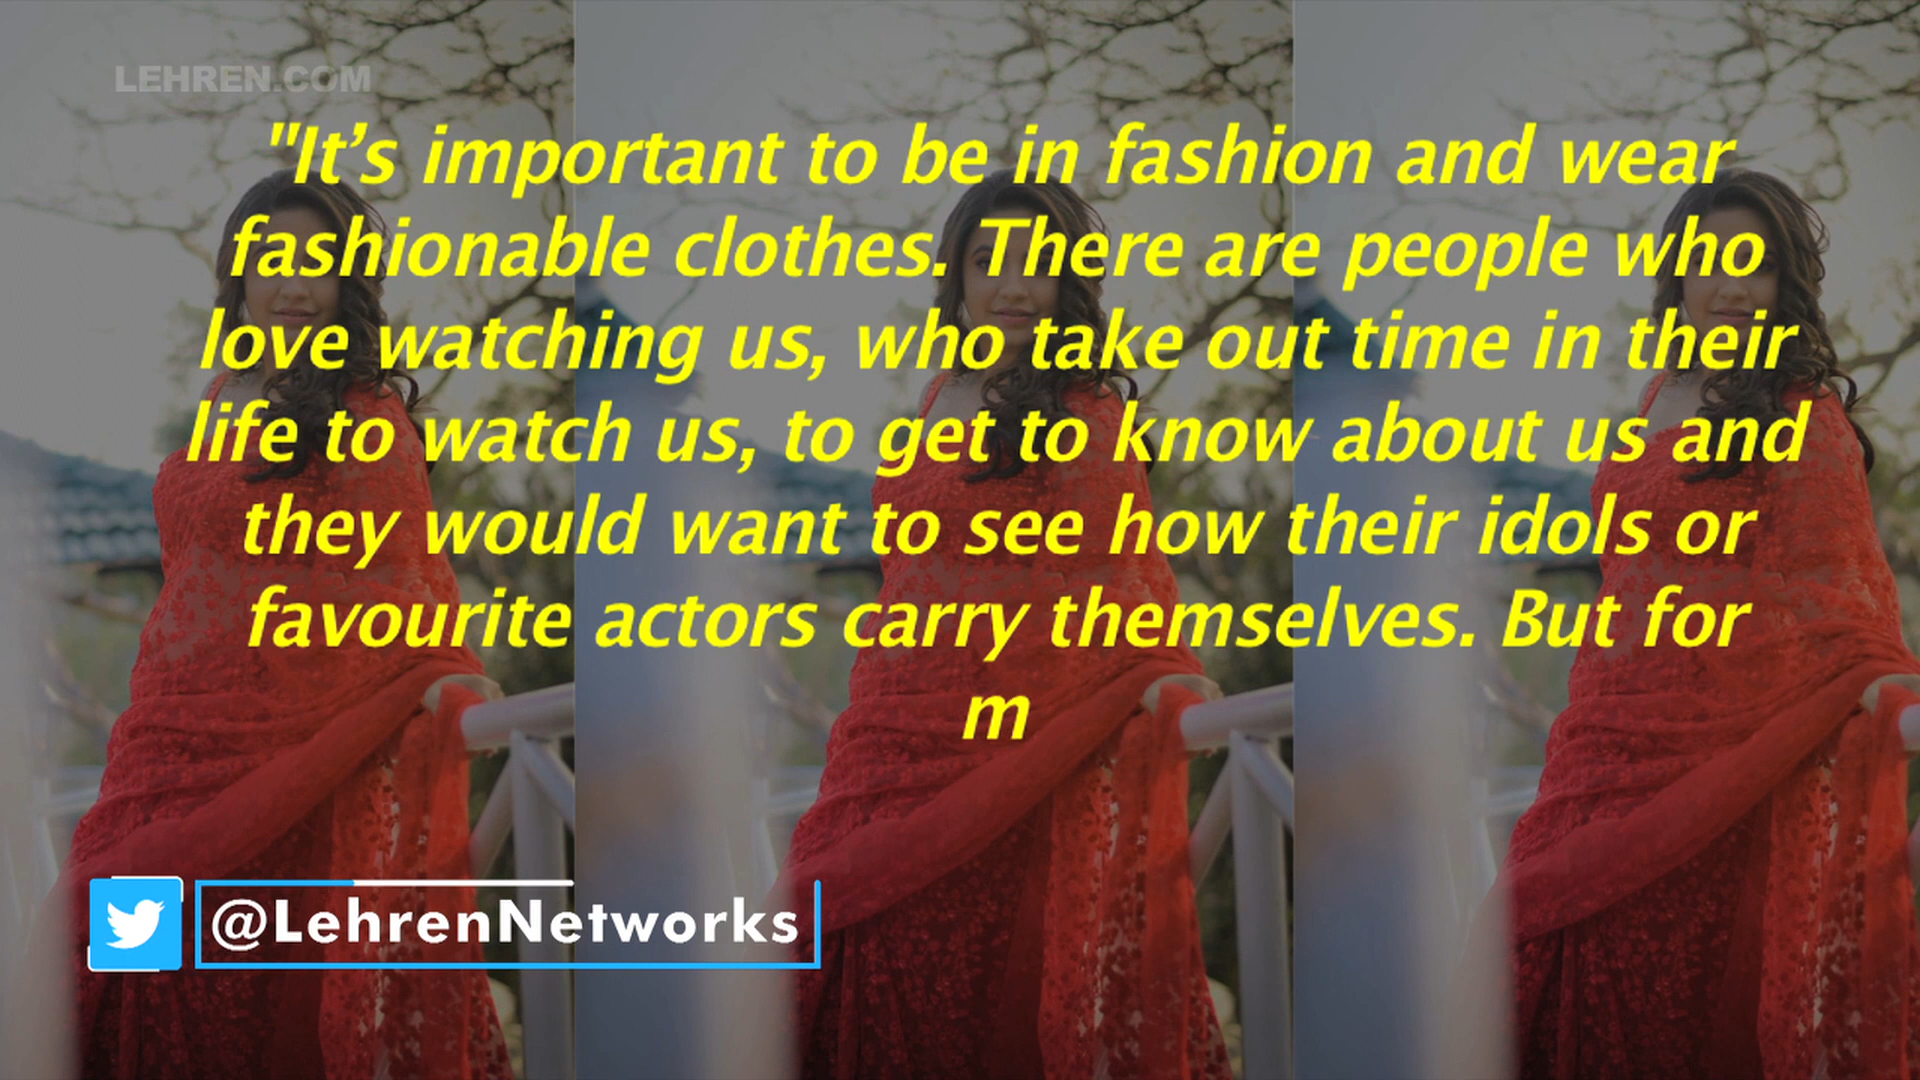 LEHREN.COM
"It’s important to be in fashion and wear
fashionable clothes. There are people who
love watching us, who take out time in their
life to watch us, to get to know about us and
they would want to see how their idols or
favourite actors carry themselves. But for
m
@LehrenNetworks